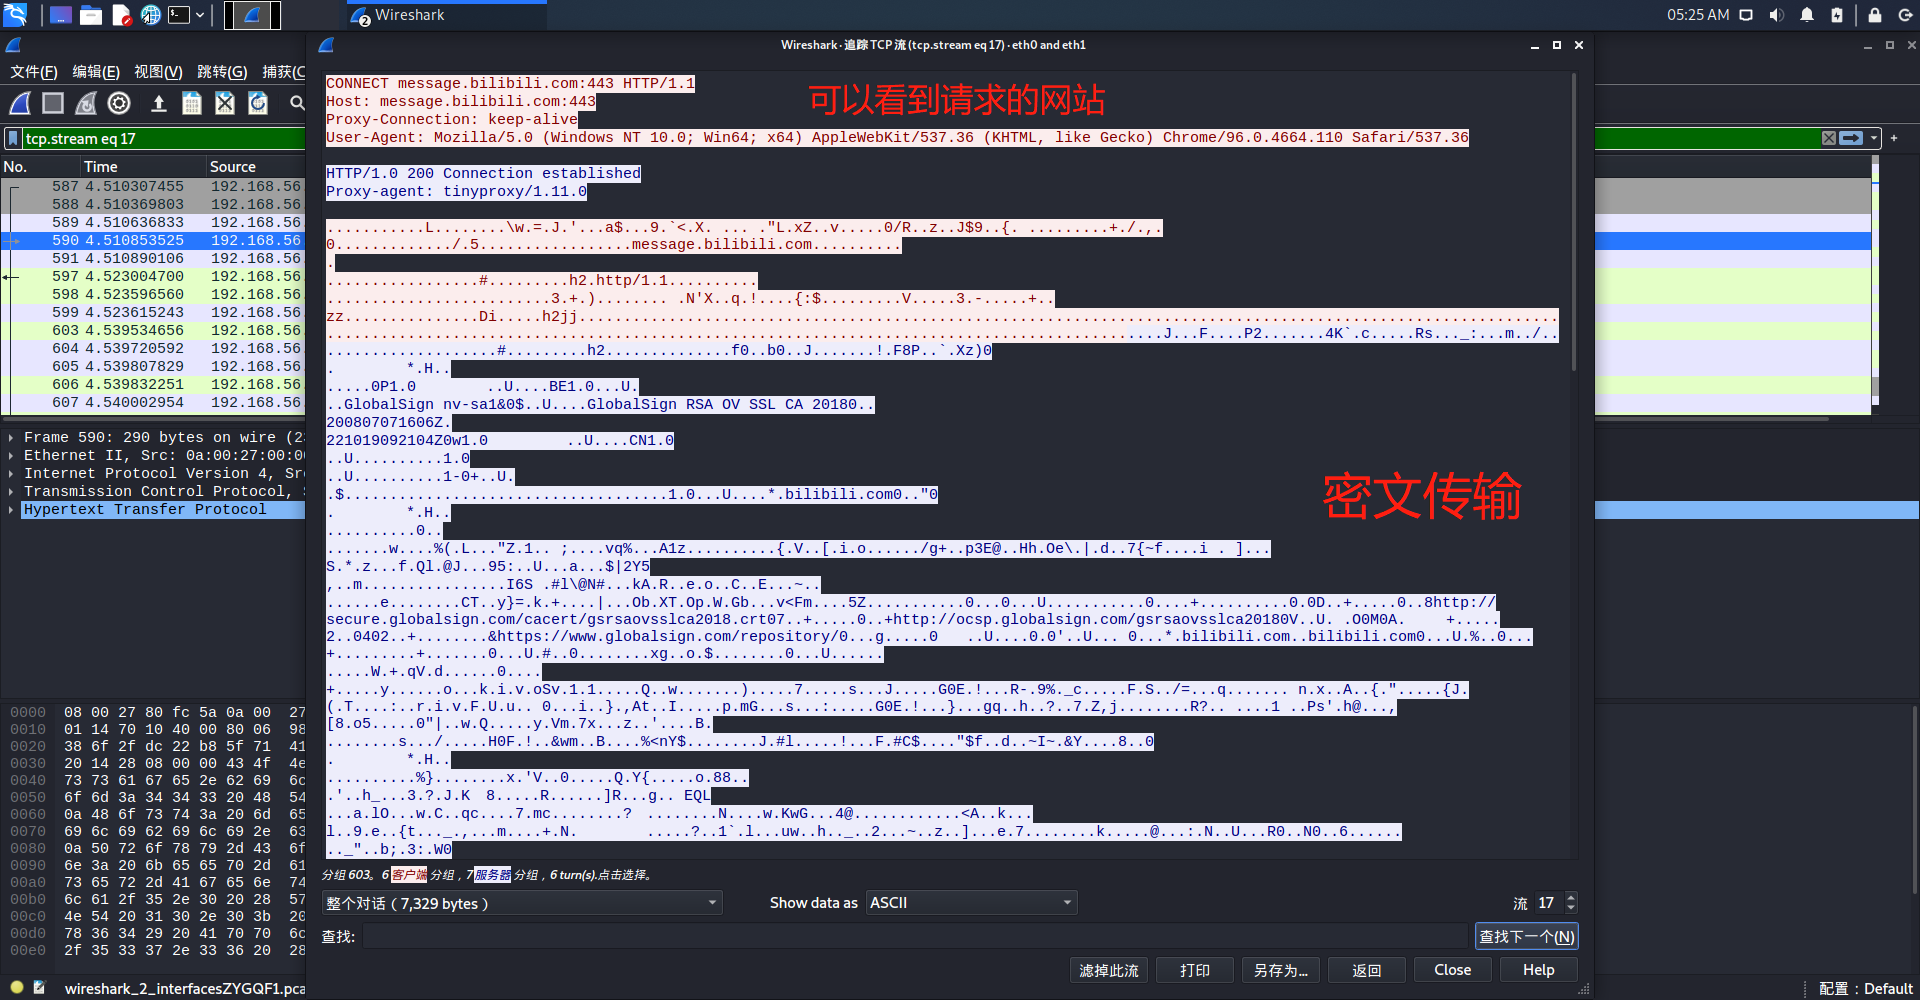 Wireshark
2
05:25 AM
Wireshark · 追踪 TCP 流 (tcp.stream eq 17) · eth0 and eth1
文件(F) 编辑(E) 视图(V) 跳转(G) 捕获(C
tcp.stream eq 17
No. Time Source
587 4.510307455 192.168.56.
588 4.510369803 192.168.56.
589 4.510636833 192.168.56.
590 4.510853525 192.168.56.
591 4.510890106 192.168.56.
597 4.523004700 192.168.56.
598 4.523596560 192.168.56.
599 4.523615243 192.168.56.
603 4.539534656 192.168.56.
604 4.539720592 192.168.56.
605 4.539807829 192.168.56.
606 4.539832251 192.168.56.
607 4.540002954 192.168.56.
Frame 590: 290 bytes on wire (23
Ethernet II, Src: 0a:00:27:00:00
Internet Protocol Version 4, Src
Transmission Control Protocol, S
Hypertext Transfer Protocol
0000 08 00 27 80 fc 5a 0a 00 27
0010 01 14 70 10 40 00 80 06 98
0020 38 6f 2f dc 22 b8 5f 71 41
0030 20 14 28 08 00 00 43 4f 4e
0040 73 73 61 67 65 2e 62 69 6c
0050 6f 6d 3a 34 34 33 20 48 54
0060 0a 48 6f 73 74 3a 20 6d 65
0070 69 6c 69 62 69 6c 69 2e 63
0080 0a 50 72 6f 78 79 2d 43 6f
0090 6e 3a 20 6b 65 65 70 2d 61
00a0 73 65 72 2d 41 67 65 6e 74
00b0 6c 61 2f 35 2e 30 20 28 57
00c0 4e 54 20 31 30 2e 30 3b 20
00d0 78 36 34 29 20 41 70 70 6c
00e0 2f 35 33 37 2e 33 36 20 28
CONNECT message.bilibili.com:443 HTTP/1.1
Host: message.bilibili.com:443
Proxy-Connection: keep-alive
User-Agent: Mozilla/5.0 (Windows NT 10.0; Win64; x64) AppleWebKit/537.36 (KHTML, like Gecko) Chrome/96.0.4664.110 Safari/537.36
可以看到请求的网站
HTTP/1.0 200 Connection established
Proxy-agent: tinyproxy/1.11.0
...........L........\w.=.J.'...a$...9.`<.X. ... ."L.xZ..v.....0/R..z..J$9..{. .........+./.,.
0............./.5.................message.bilibili.com..........
.
.................#.........h2.http/1.1..........
.........................3.+.)........ .N'X..q.!....{:$.........V.....3.-.....+..
zz...............Di.....h2jj
....J...F....P2.......4K`.c.....Rs..._:...m../..
...................#.........h2..............f0..b0..J.......!.F8P..`.Xz)0
. *.H..
.....0P1.0 ..U....BE1.0...U.
..GlobalSign nv-sa1&0$..U....GlobalSign RSA OV SSL CA 20180..
200807071606Z.
221019092104Z0w1.0 ..U....CN1.0
..U..........1.0
..U..........1-0+..U.
.$....................................1.0...U....*.bilibili.com0.."0
. *.H..
..........0..
密文传输
.......w....%(.L..."Z.1.. ;....vq%...A1z..........{.V..[.i.o....../g+..p3E@..Hh.Oe\.|.d..7{~f....i . ]...
S.*.z...f.Ql.@J...95:..U...a...$|2Y5
,..m................I6S .#l\@N#...kA.R..e.o..C..E...~..
......e........CT..y}=.k.+....|...Ob.XT.Op.W.Gb...v<Fm....5Z...........0...0...U...........0....+..........0.0D..+.....0..8http://
secure.globalsign.com/cacert/gsrsaovsslca2018.crt07..+.....0..+http://ocsp.globalsign.com/gsrsaovsslca20180V..U. .O0M0A. +.....
2..0402..+........&https://www.globalsign.com/repository/0...g.....0 ..U....0.0'..U... 0...*.bilibili.com..bilibili.com0...U.%..0...
+.........+.......0...U.#..0........xg..o.$........0...U......
.....W.+.qV.d......0....
+.....y......o...k.i.v.oSv.1.1.....Q..w.......).....7.....s...J.....G0E.!...R-.9%._c.....F.S../=...q....... n.x..A..{.".....{J.
(.T....:..r.i.v.F.U.u.. 0...i..}.,At..I.....p.mG...s...:.....G0E.!...}...gq..h..?..7.Z,j........R?.. ....1 ..Ps'.h@...,
[8.o5.....0"|..w.Q.....y.Vm.7x...z..'....B.
........s.../.....H0F.!..&wm..B....%<nY$........J.#l.....!...F.#C$...."$f..d..~I~.&Y....8..0
. *.H..
..........%}........x.'V..0.....Q.Y{.....o.88..
.'..h_...3.?.J.K 8.....R......]R...g.. EQL
...a.lO...w.C..qc....7.mc........? ........N....w.KwG...4@............<A..k...
l..9.e..{t..._.,...m....+.N. .....?..1`.l...uw..h.._..2...~..z..]...e.7........k.....@...:.N..U...R0..N0..6......
.._"..b;.3:.W0
分组 603。6 客户端 分组，7 服务器 分组，6 turn(s).点击选择。
整个对话（7,329 bytes） Show data as ASCII 流 17
查找: 查找下一个(N)
滤掉此流 打印 另存为… 返回 Close Help
wireshark_2_interfacesZYGQF1.pca
配置：Default